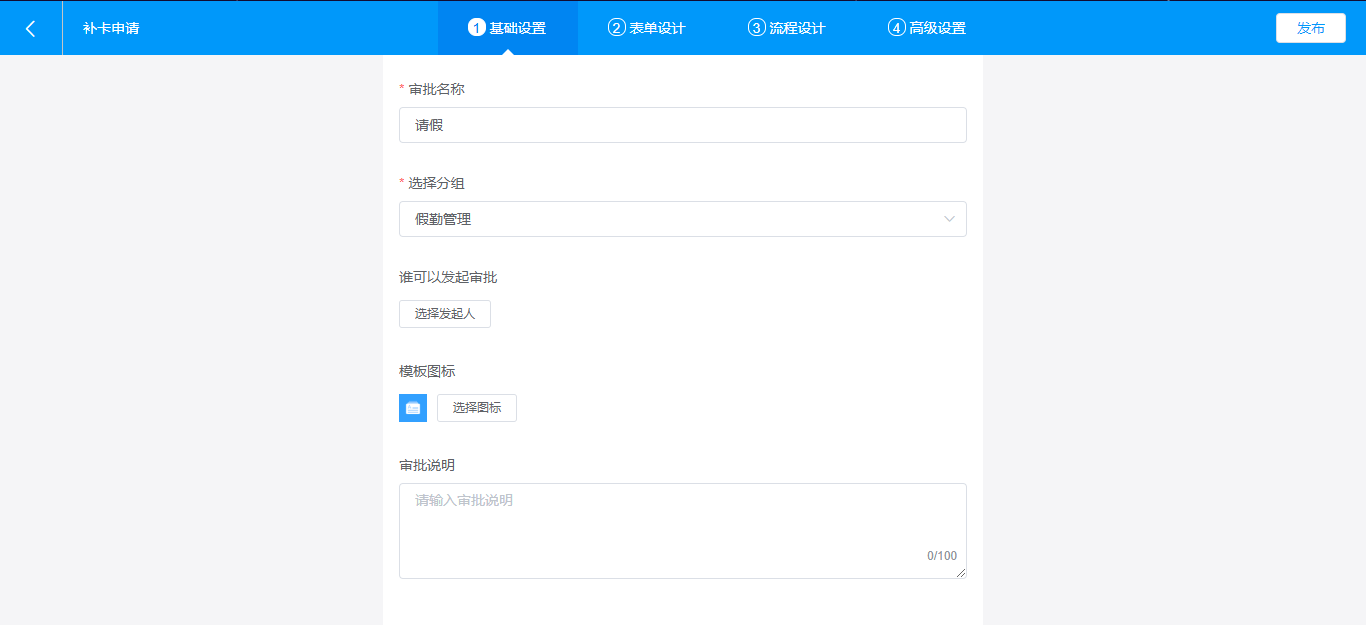 补卡申请
1 基础设置
2 表单设计
3 流程设计
4 高级设置
发布
* 审批名称
请假
* 选择分组
假勤管理
谁可以发起审批
选择发起人
模板图标
选择图标
审批说明
请输入审批说明
0/100